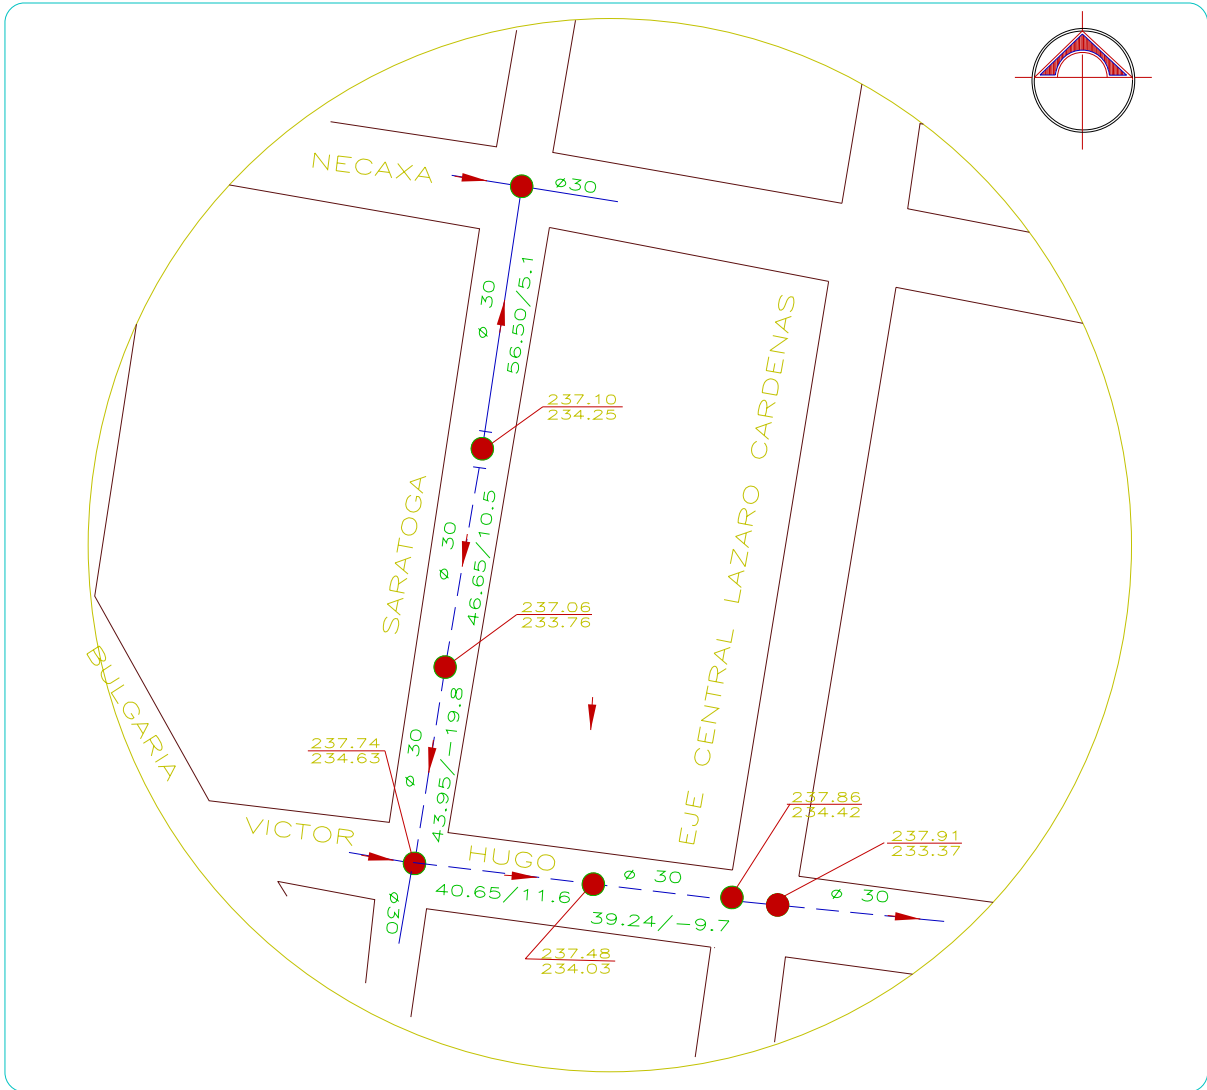 NECAXA
ø30
ø 30
56.50/5.1
237.10
234.25
EJE CENTRAL LAZARO CARDENAS
SARATOGA
ø 30
46.65/10.5
237.06
233.76
BULGARIA
ø 30
43.95/-19.8
237.74
234.63
237.86
234.42
VICTOR HUGO
237.91
233.37
ø 30
ø 30
40.65/11.6
ø30
39.24/-9.7
237.48
234.03